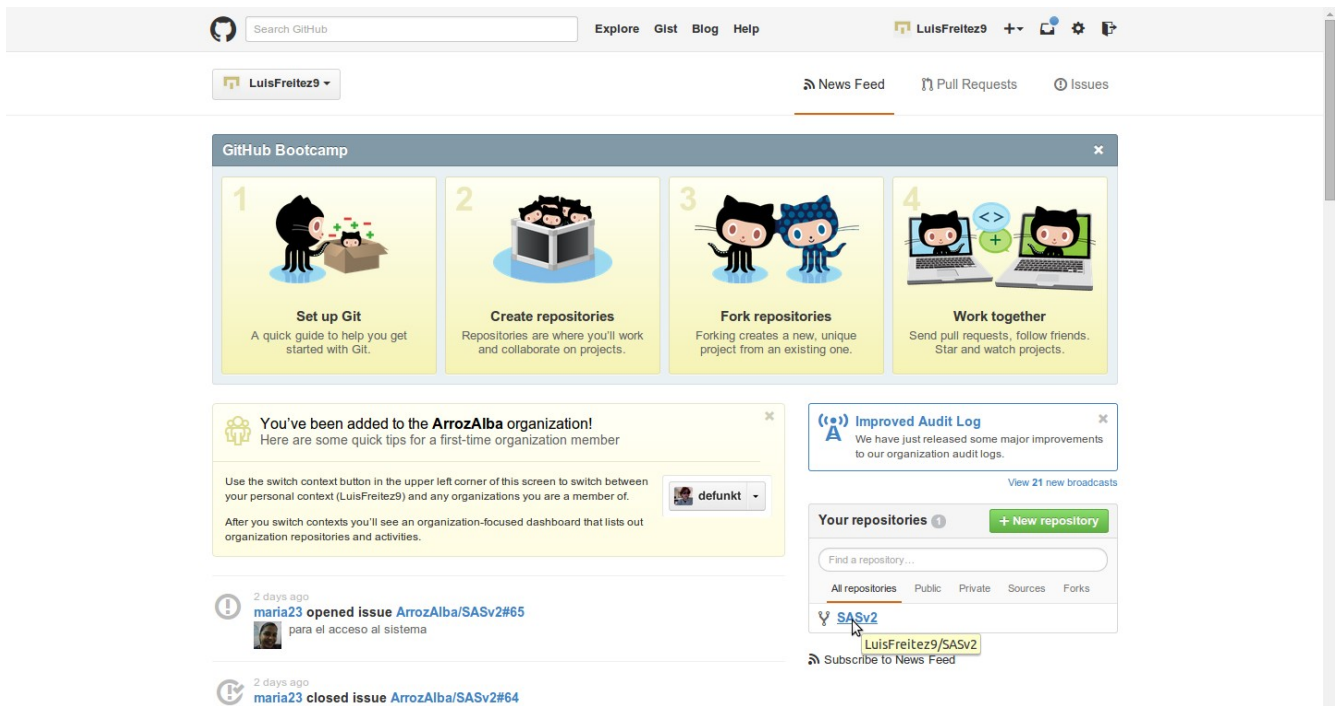 Search GitHub
Explore Gist Blog Help
LuisFreitez9
LuisFreitez9
News Feed
Pull Requests
Issues
GitHub Bootcamp
1
Set up Git
A quick guide to help you get
started with Git.
2
Create repositories
Repositories are where you'll work
and collaborate on projects.
3
Fork repositories
Forking creates a new, unique
project from an existing one.
4
Work together
Send pull requests, follow friends.
Star and watch projects.
You've been added to the ArrozAlba organization!
Here are some quick tips for a first-time organization member
Use the switch context button in the upper left corner of this screen to switch between
your personal context (LuisFreitez9) and any organizations you are a member of.
After you switch contexts you'll see an organization-focused dashboard that lists out
organization repositories and activities.
defunkt
2 days ago
maria23 opened issue ArrozAlba/SASv2#65
para el acceso al sistema
2 days ago
maria23 closed issue ArrozAlba/SASv2#64
Improved Audit Log
We have just released some major improvements
to our organization audit logs.
View 21 new broadcasts
Your repositories 1
+ New repository
Find a repository…
All repositories Public Private Sources Forks
SASv2
LuisFreitez9/SASv2
Subscribe to News Feed